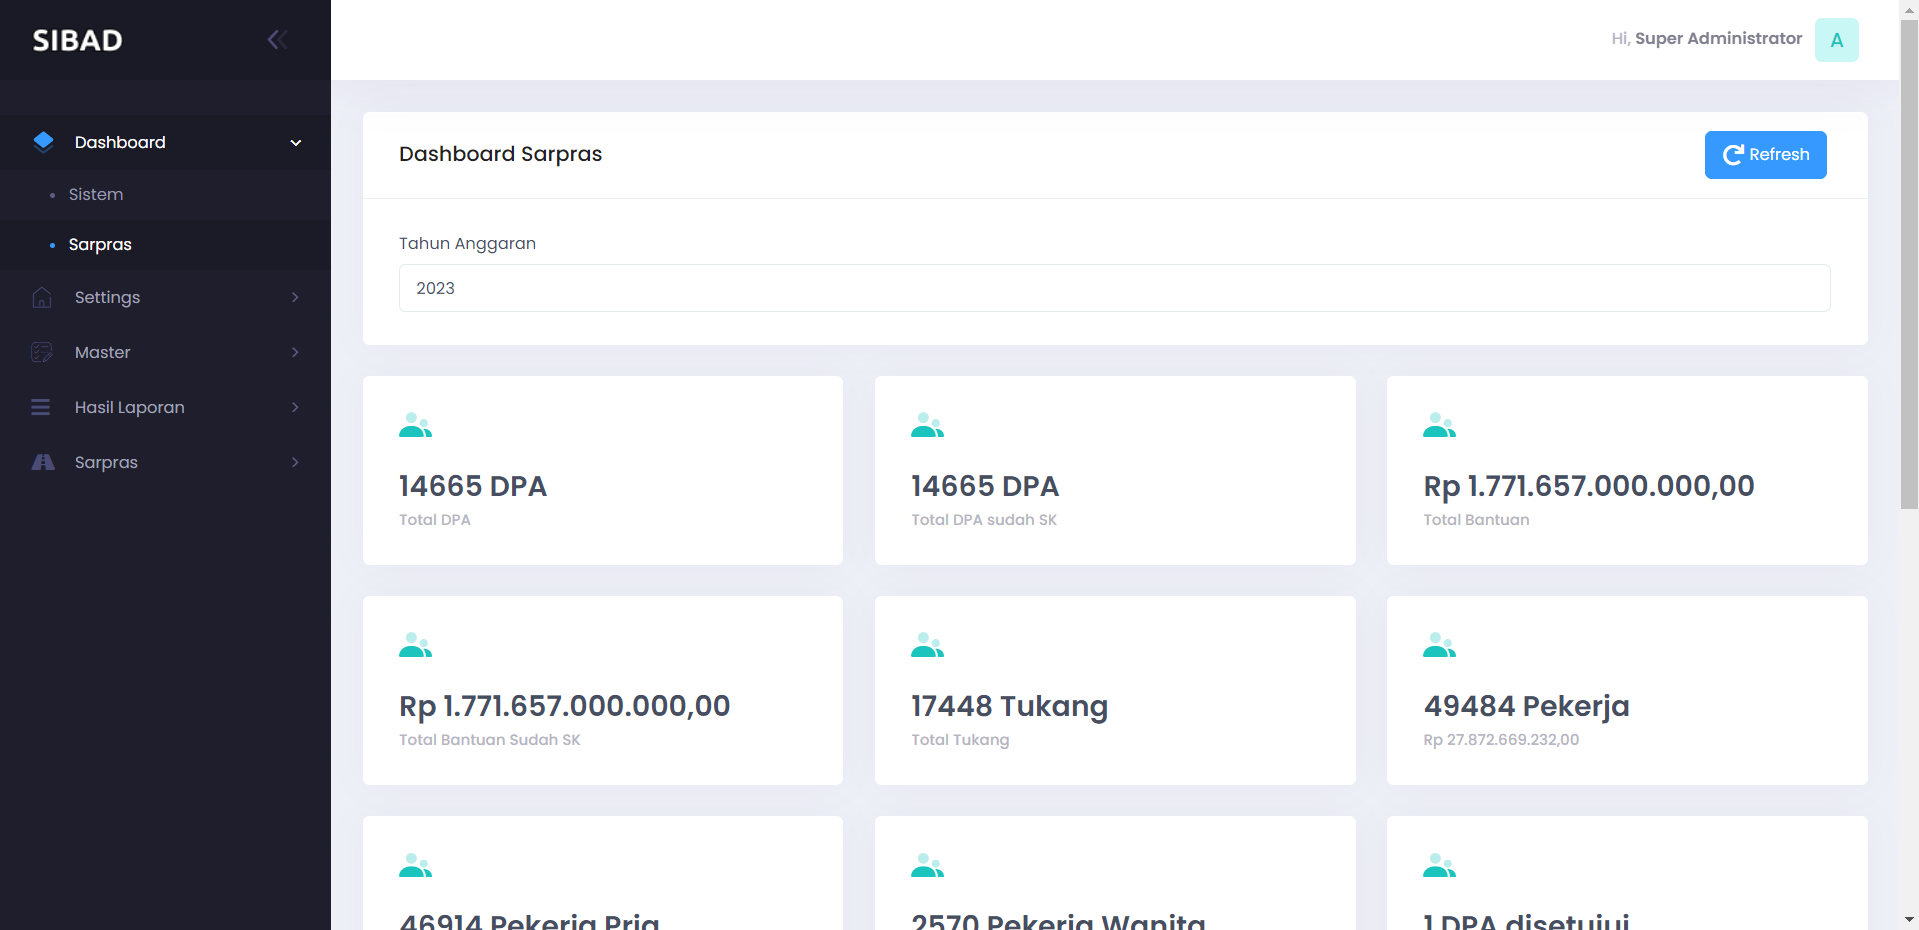 SIBAD
Hi, Super Administrator
A
Dashboard
Sistem
Sarpras
Settings
Master
Hasil Laporan
Sarpras
Dashboard Sarpras
Refresh
Tahun Anggaran
2023
14665 DPA
Total DPA
14665 DPA
Total DPA sudah SK
Rp 1.771.657.000.000,00
Total Bantuan
Rp 1.771.657.000.000,00
Total Bantuan Sudah SK
17448 Tukang
Total Tukang
49484 Pekerja
Rp 27.872.669.232,00
46914 Pekerja Pria
2570 Pekerja Wanita
1 DPA disetujui